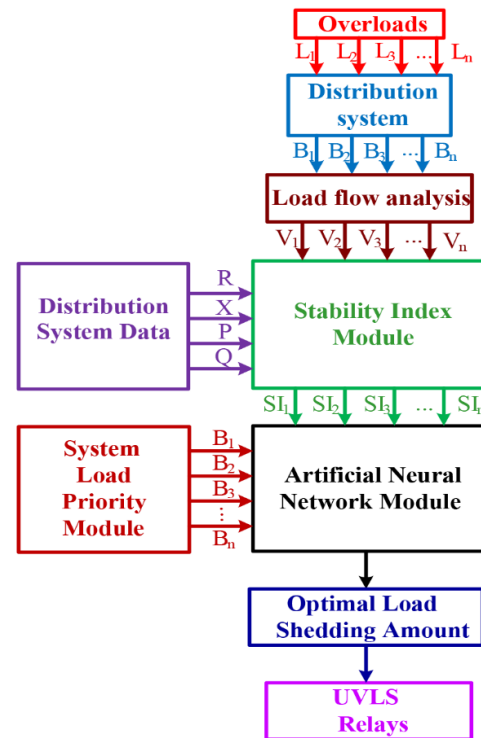 Overloads
L1 L2 L3 ... Ln
Distribution
system
B1 B2 B3 ... Bn
Load flow analysis
V1 V2 V3 ... Vn
Distribution
System Data
R
X
P
Q
Stability Index
Module
SI1 SI2 SI3 ... SIn
System
Load
Priority
Module
B1
B2
B3
...
Bn
Artificial Neural
Network Module
Optimal Load
Shedding Amount
UVLS
Relays